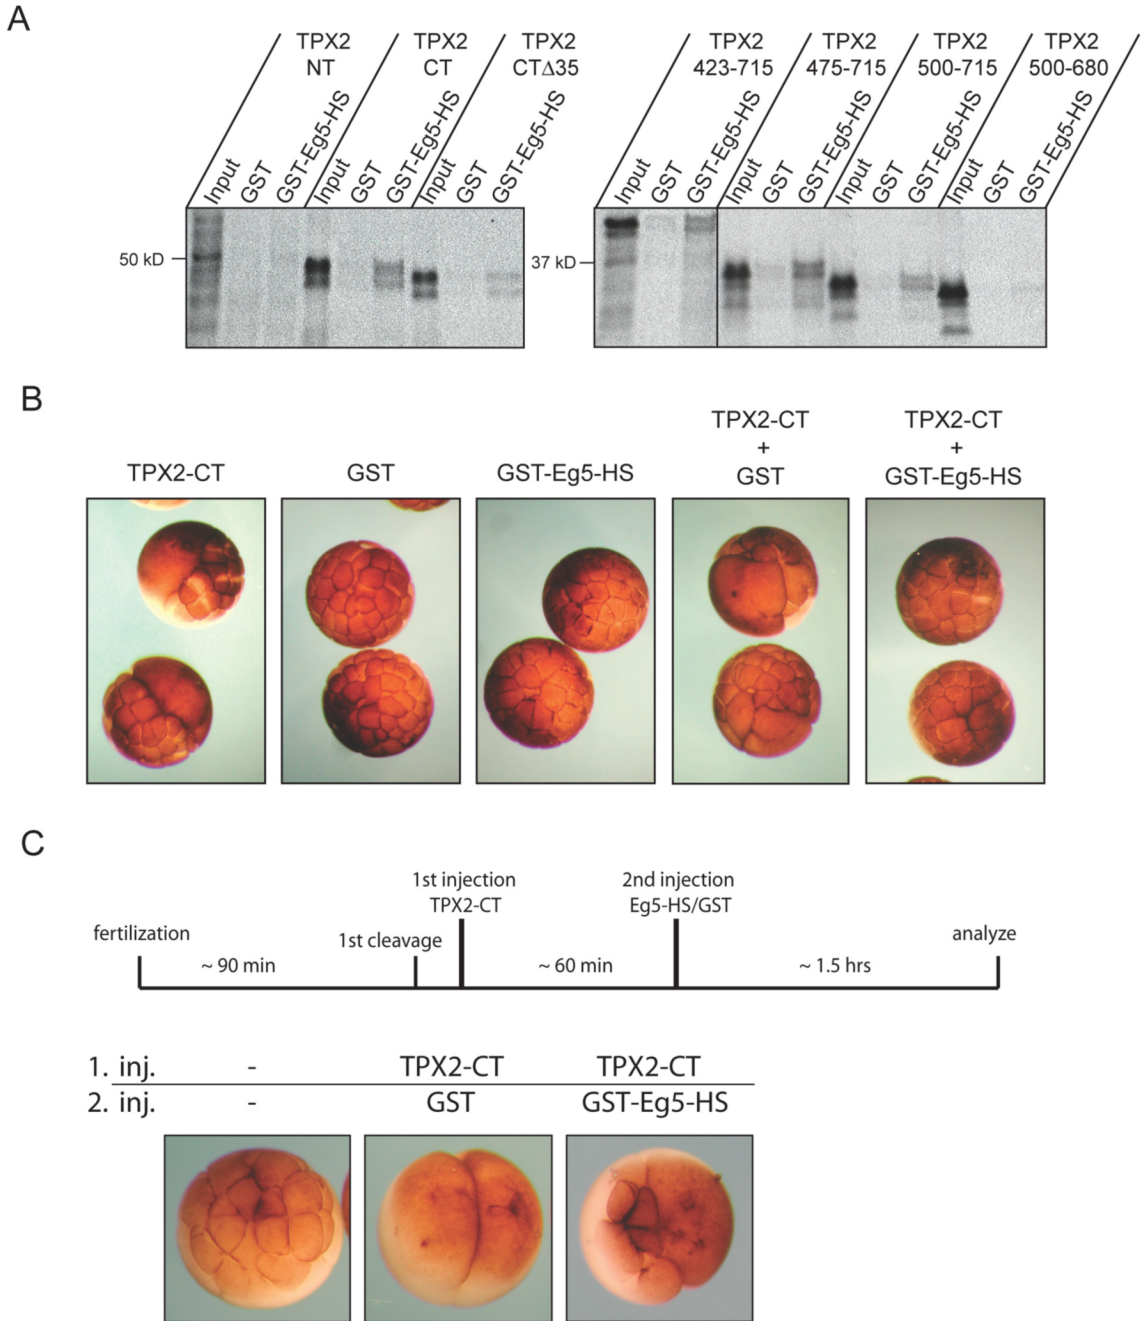 A
TPX2 NT
TPX2 CT
TPX2 CTΔ35
TPX2 423-715
TPX2 475-715
TPX2 500-715
TPX2 500-680
Input GST GST-Eg5-HS Input GST GST-Eg5-HS Input GST GST-Eg5-HS
Input GST GST-Eg5-HS Input GST GST-Eg5-HS Input GST GST-Eg5-HS Input GST GST-Eg5-HS
50 kD
37 kD
B
TPX2-CT
GST
GST-Eg5-HS
TPX2-CT
+
GST
TPX2-CT
+
GST-Eg5-HS
C
fertilization
~ 90 min
1st cleavage
1st injection
TPX2-CT
~ 60 min
2nd injection
Eg5-HS/GST
~ 1.5 hrs
analyze
1. inj. - TPX2-CT TPX2-CT
2. inj. - GST GST-Eg5-HS